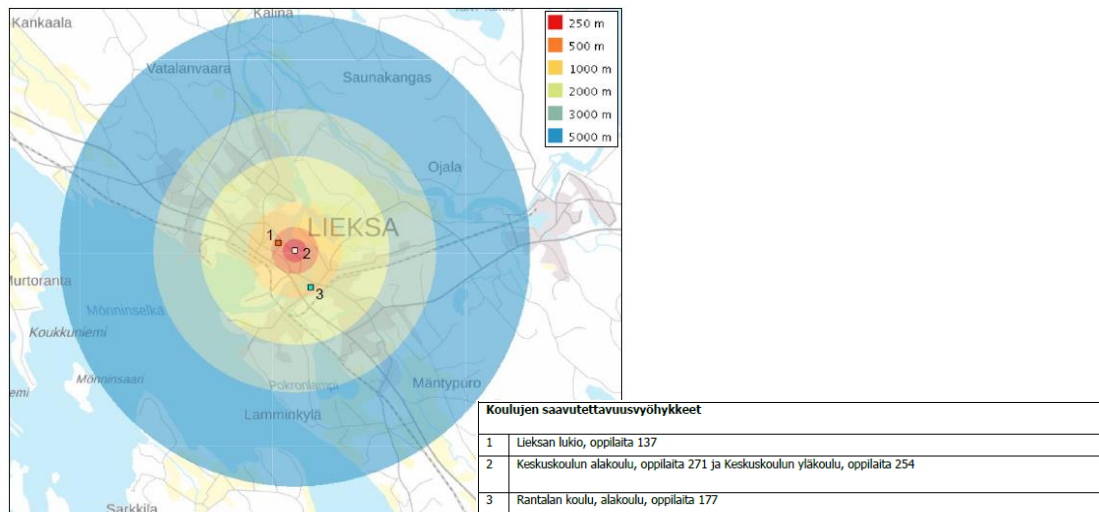 Kalina
Kankaala
Vatalanvaara
Saunakangas
Ojala
LIEKSA
1
2
3
Murtoranta
Mönninselkä
Koukkuniemi
Mönninsaari
emi
Pokronlampi
Mäntypuro
Lamminkylä
Sarkkila
250 m
500 m
1000 m
2000 m
3000 m
5000 m
Koulujen saavutettavuusvyöhykkeet
1 Lieksan lukio, oppilaita 137
2 Keskuskoulun alakoulu, oppilaita 271 ja Keskuskoulun yläkoulu, oppilaita 254
3 Rantalan koulu, alakoulu, oppilaita 177